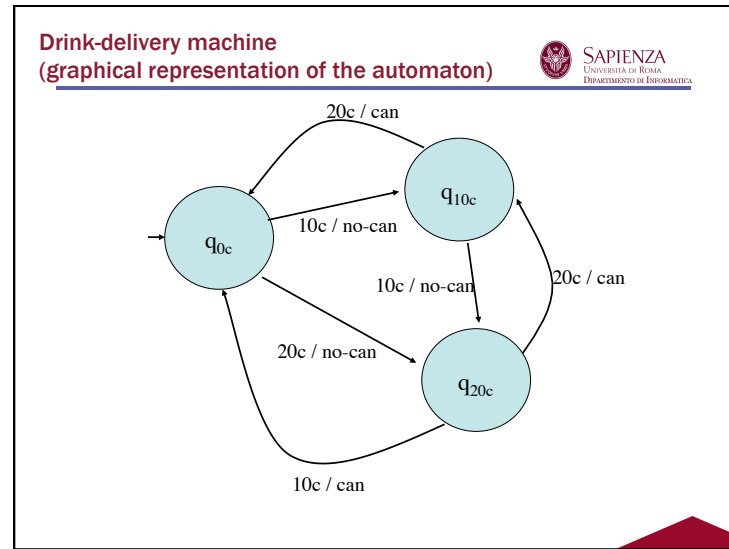 Drink-delivery machine
(graphical representation of the automaton)
SAPIENZA
UNIVERSITÀ DI ROMA
DIPARTIMENTO DI INFORMATICA
20c / can
q10c
q0c
10c / no-can
10c / no-can
20c / can
20c / no-can
q20c
10c / can